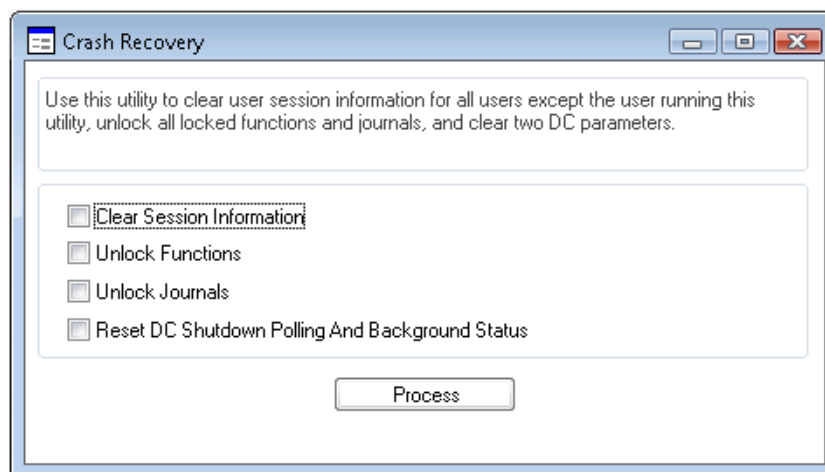 Crash Recovery
Use this utility to clear user session information for all users except the user running this
utility, unlock all locked functions and journals, and clear two DC parameters.
Clear Session Information
Unlock Functions
Unlock Journals
Reset DC Shutdown Polling And Background Status
Process